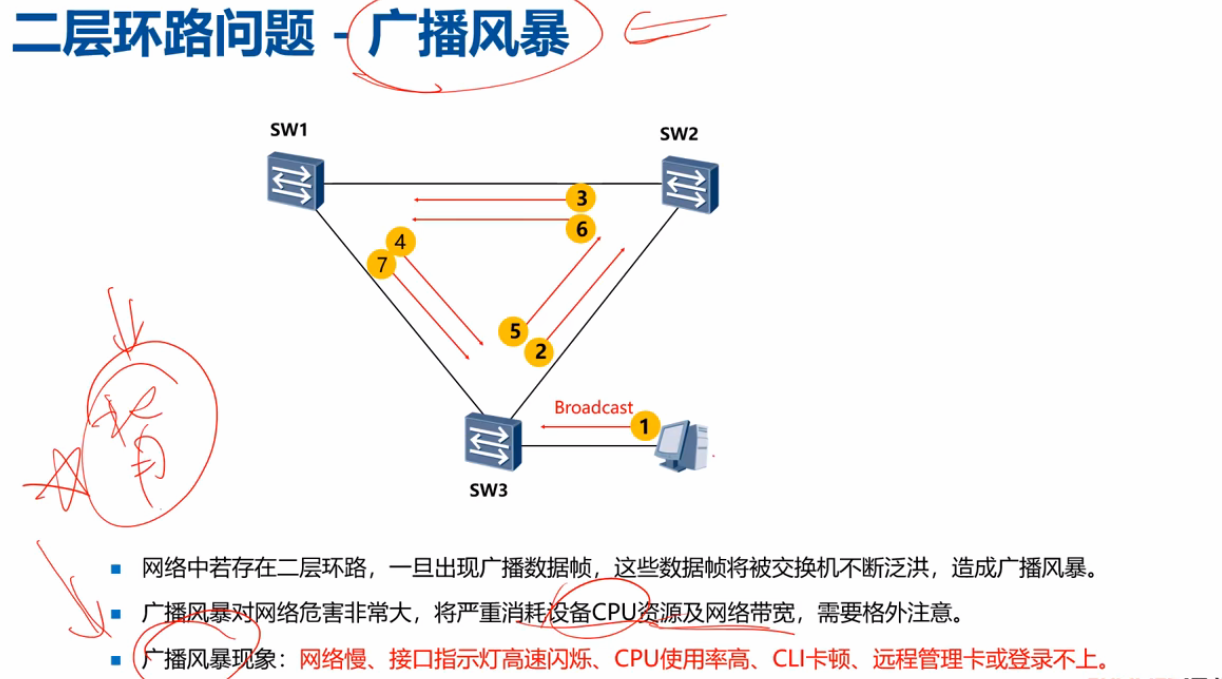 二层环路问题 - 广播风暴
SW1
SW2
3
6
4
7
5
2
Broadcast
1
SW3
背
网络中若存在二层环路，一旦出现广播数据帧，这些数据帧将被交换机不断泛洪，造成广播风暴。
广播风暴对网络危害非常大，将严重消耗设备CPU资源及网络带宽，需要格外注意。
广播风暴现象：网络慢、接口指示灯高速闪烁、CPU使用率高、CLI卡顿、远程管理卡或登录不上。